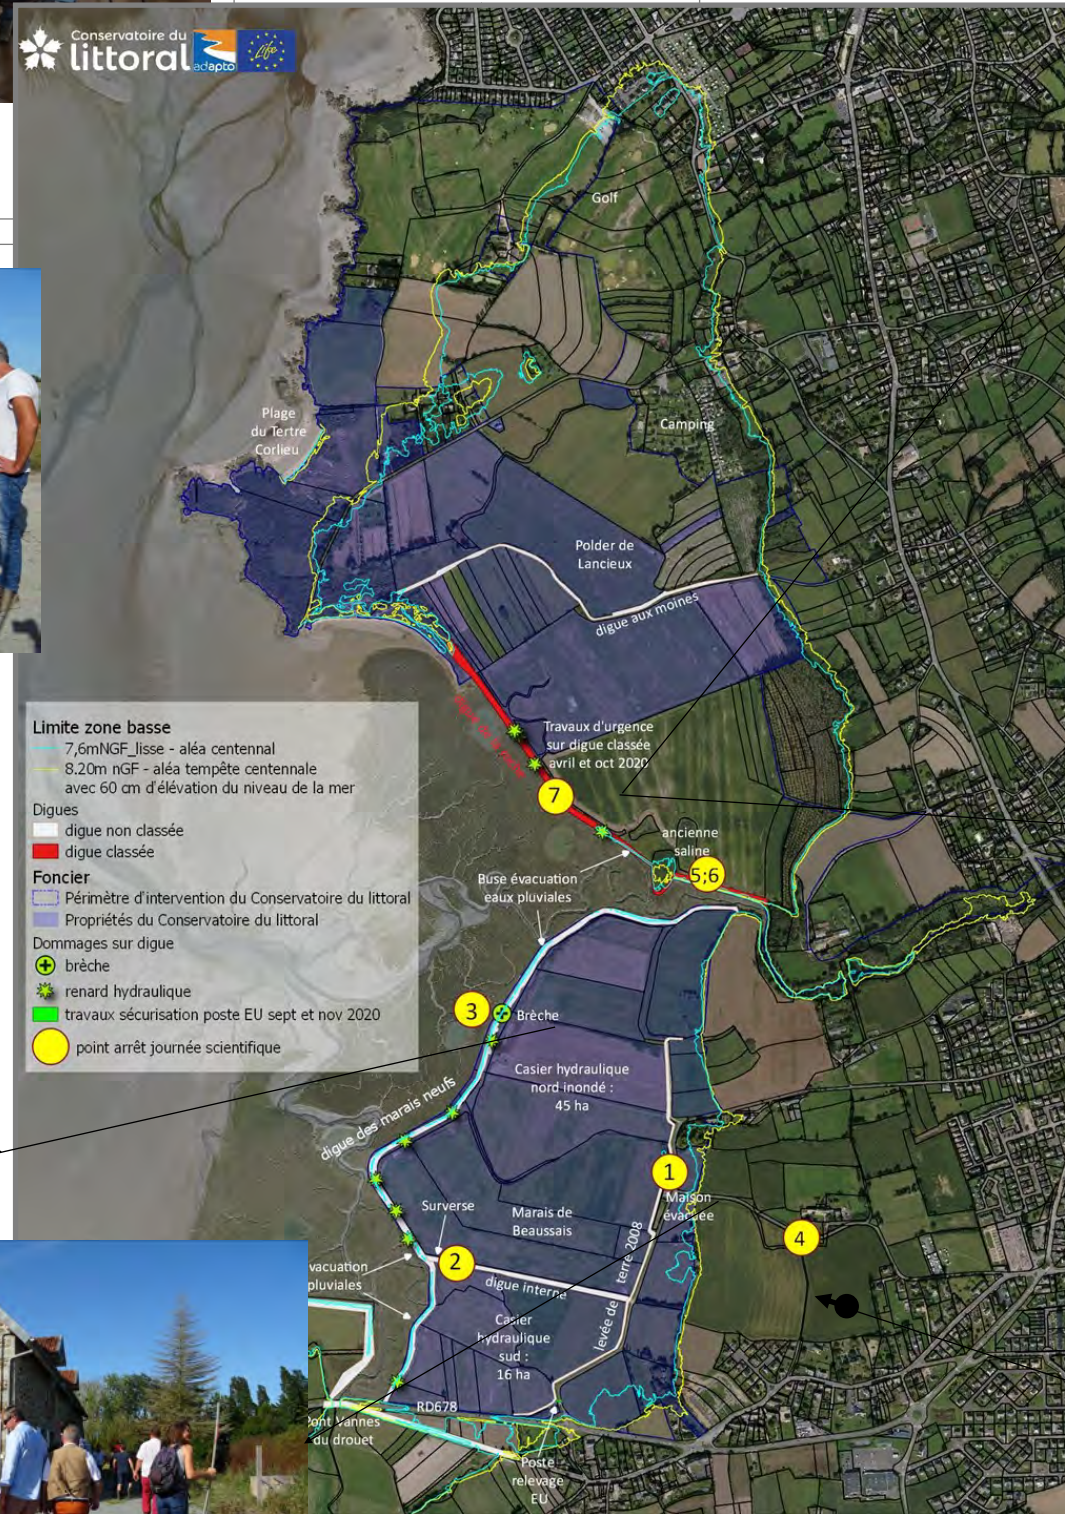 Conservatoire du
littoral
adapto
Life
Golf
Plage
du Tertre
Corlieu
Camping
Polder de
Lancieux
digue aux moines
Travaux d'urgence
sur digue classée
avril et oct 2020
7
ancienne
saline
5;6
Buse évacuation
eaux pluviales
Limite zone basse
7,6mNGF_lisse - aléa centennal
8.20m nGF - aléa tempête centennale
avec 60 cm d'élévation du niveau de la mer
Digues
digue non classée
digue classée
Foncier
Périmètre d'intervention du Conservatoire du littoral
Propriétés du Conservatoire du littoral
Dommages sur digue
brèche
renard hydraulique
travaux sécurisation poste EU sept et nov 2020
point arrêt journée scientifique
3
Brèche
Casier hydraulique
nord inondé :
45 ha
digue des marais neufs
1
Maison
évacuée
Surverse
Marais de
Beaussais
4
2
digue interne
levée de terre 2008
vacuation
pluviales
Casier
hydraulique
sud :
16 ha
RD678
Pont Vannes
du drouet
Poste
relevage
EU